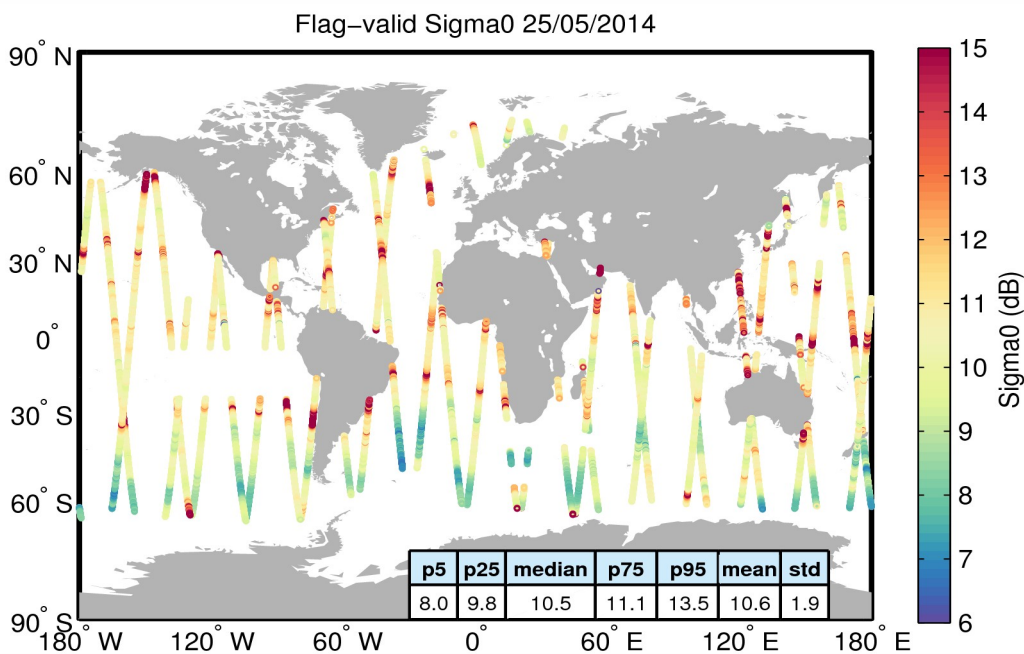 Flag−valid Sigma0 25/05/2014
90° N
60° N
30° N
0°
30° S
60° S
90° S
180° W
120° W
60° W
0°
60° E
120° E
180° E
15
14
13
12
11
10
9
8
7
6
Sigma0 (dB)
p5 p25 median p75 p95 mean std
8.0 9.8 10.5 11.1 13.5 10.6 1.9